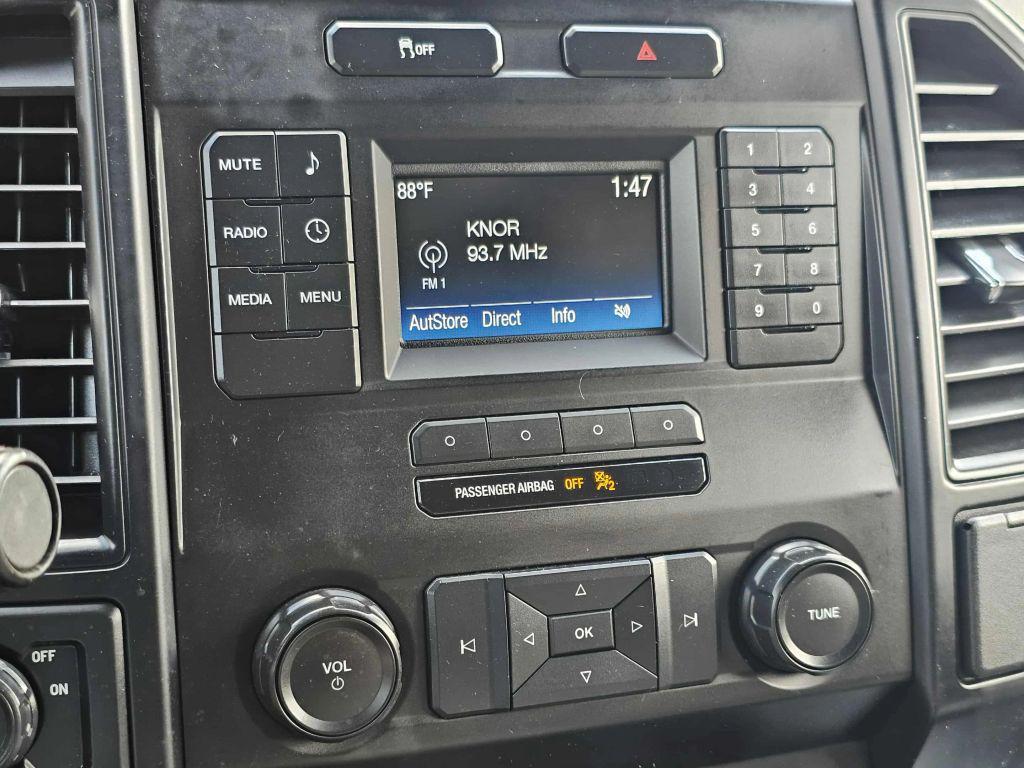 OFF
MUTE
RADIO
MEDIA MENU
88°F 1:47
KNOR
93.7 MHz
FM 1
AutStore Direct Info
1 2
3 4
5 6
7 8
9 0
PASSENGER AIRBAG OFF 2
VOL
OK
TUNE
OFF
ON